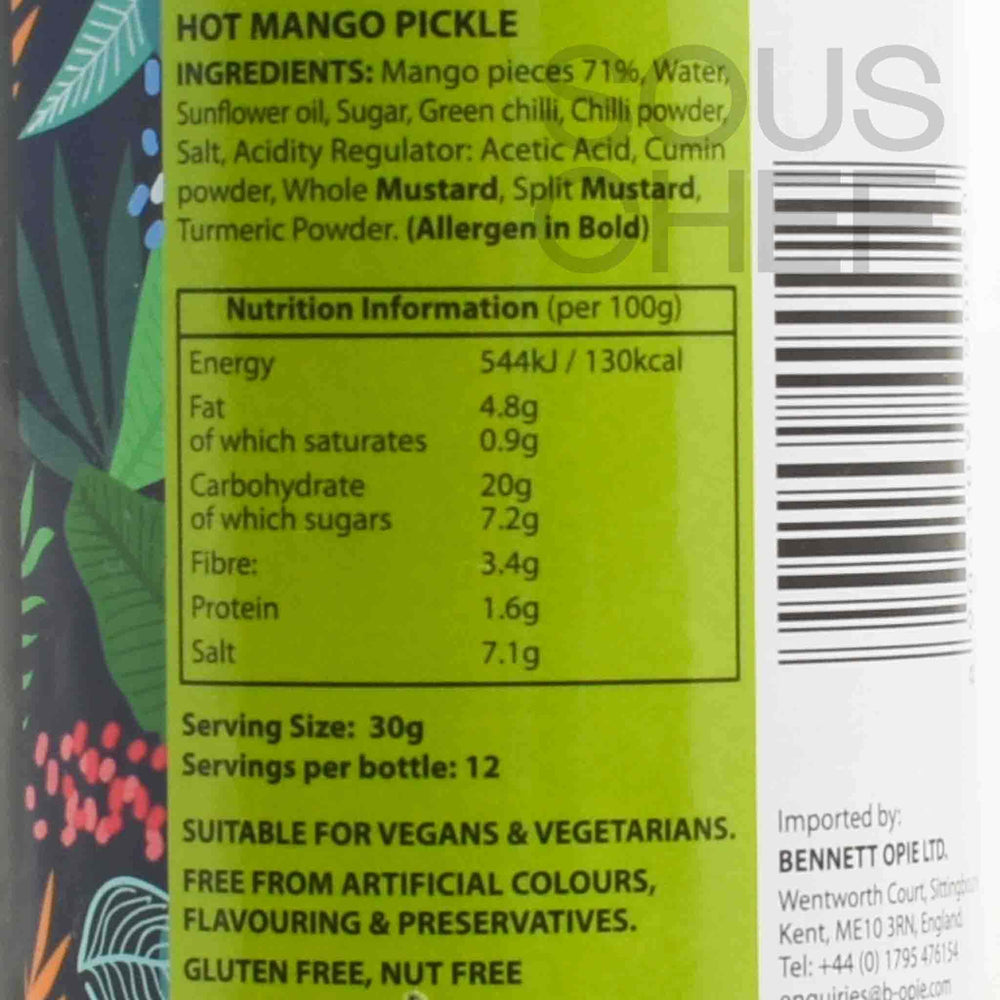 HOT MANGO PICKLE
INGREDIENTS: Mango pieces 71%, Water,
Sunflower oil, Sugar, Green chilli, Chilli powder,
Salt, Acidity Regulator: Acetic Acid, Cumin
powder, Whole Mustard, Split Mustard,
Turmeric Powder. (Allergen in Bold)
Nutrition Information (per 100g)
Energy 544kJ / 130kcal
Fat 4.8g
of which saturates 0.9g
Carbohydrate 20g
of which sugars 7.2g
Fibre: 3.4g
Protein 1.6g
Salt 7.1g
Serving Size: 30g
Servings per bottle: 12
SUITABLE FOR VEGANS & VEGETARIANS.
FREE FROM ARTIFICIAL COLOURS,
FLAVOURING & PRESERVATIVES.
GLUTEN FREE, NUT FREE
SOUS
CHEF
Imported by:
BENNETT OPIE LTD.
Wentworth Court,
Kent, ME10 3RN, England
Tel: +44 (0) 1795 476154
enquiries@b-opie.com